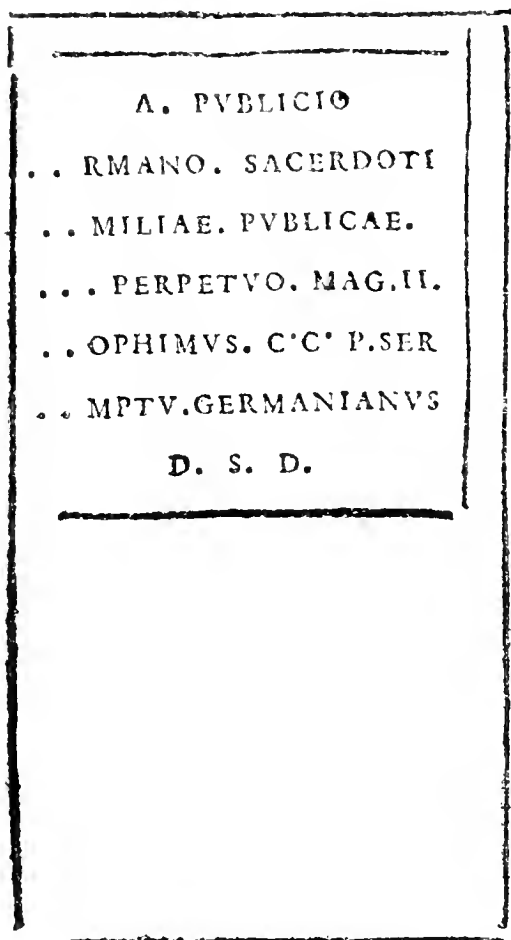 A. PVBLICIO
. . RMANO. SACERDOTI
. . MILIAE. PVBLICAE.
. . . PERPETVO. MAG.II.
. . OPHIMVS. C'C' P.SER
. . MPTV.GERMANIANVS
D. S. D.